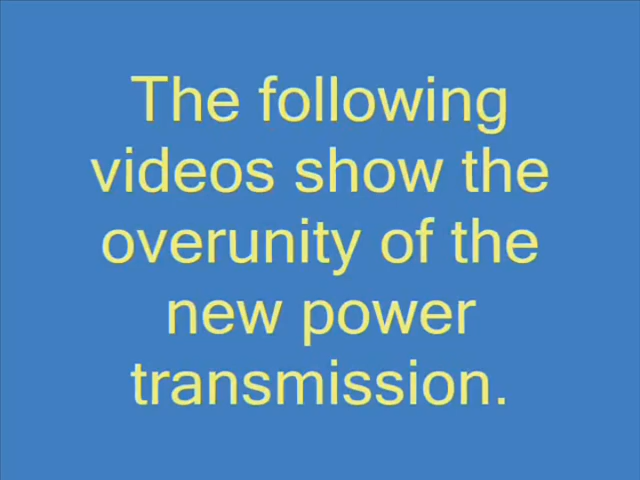 The following
videos show the
overunity of the
new power
transmission.